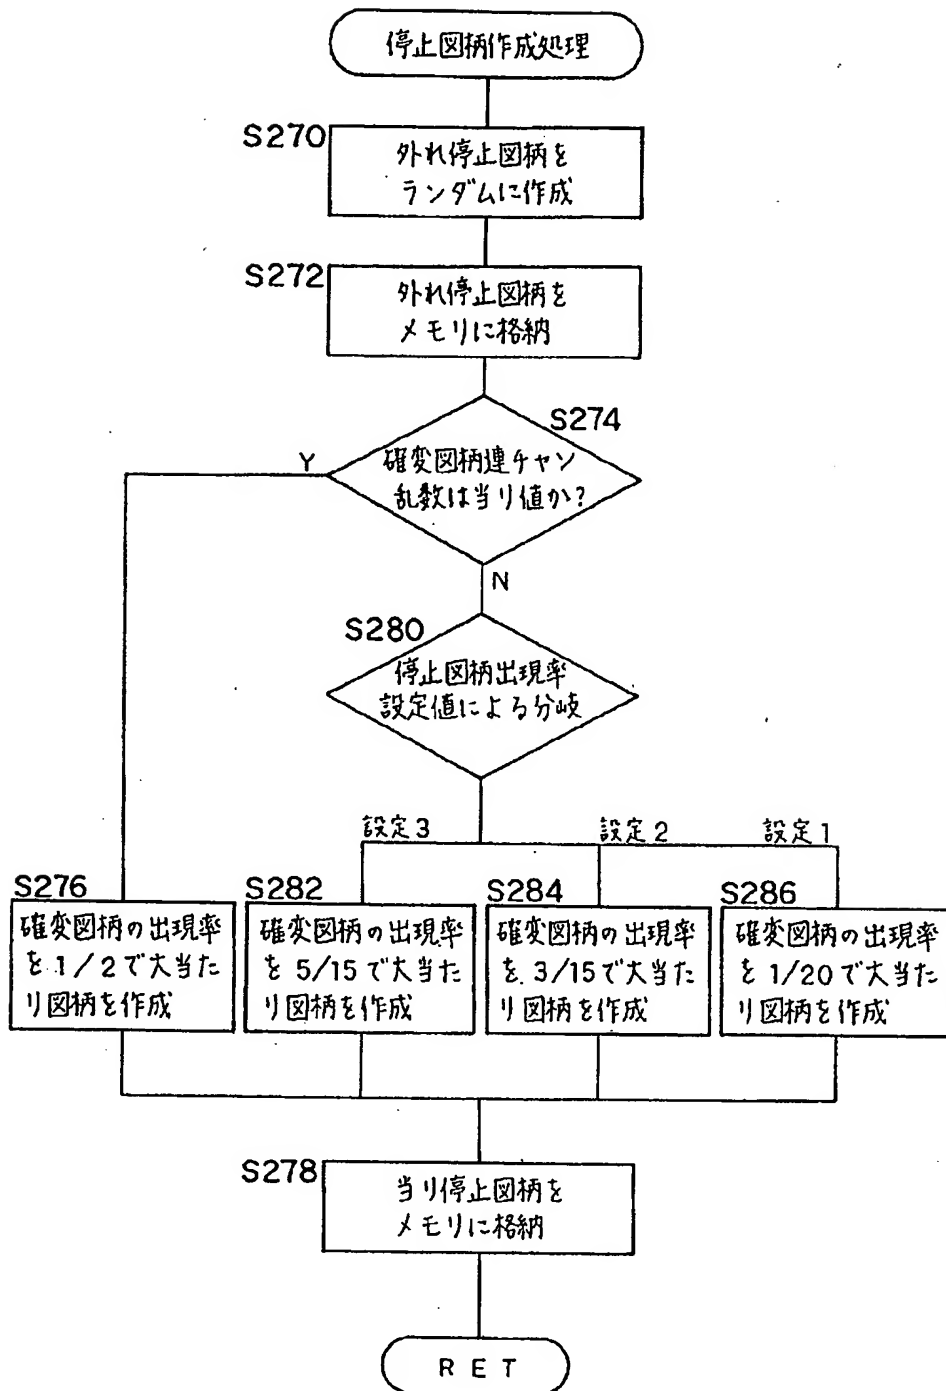 停止図柄作成処理
S270
外れ停止図柄を
ランダムに作成
S272
外れ停止図柄を
メモリに格納
S274
確変図柄連チャン
乱数は当り値か?
Y
N
S280
停止図柄出現率
設定値による分岐
設定3
設定2
設定1
S276
確変図柄の出現率
を1/2で大当た
り図柄を作成
S282
確変図柄の出現率
を5/15で大当た
り図柄を作成
S284
確変図柄の出現率
を3/15で大当た
り図柄を作成
S286
確変図柄の出現率
を1/20で大当た
り図柄を作成
S278
当り停止図柄を
メモリに格納
RET